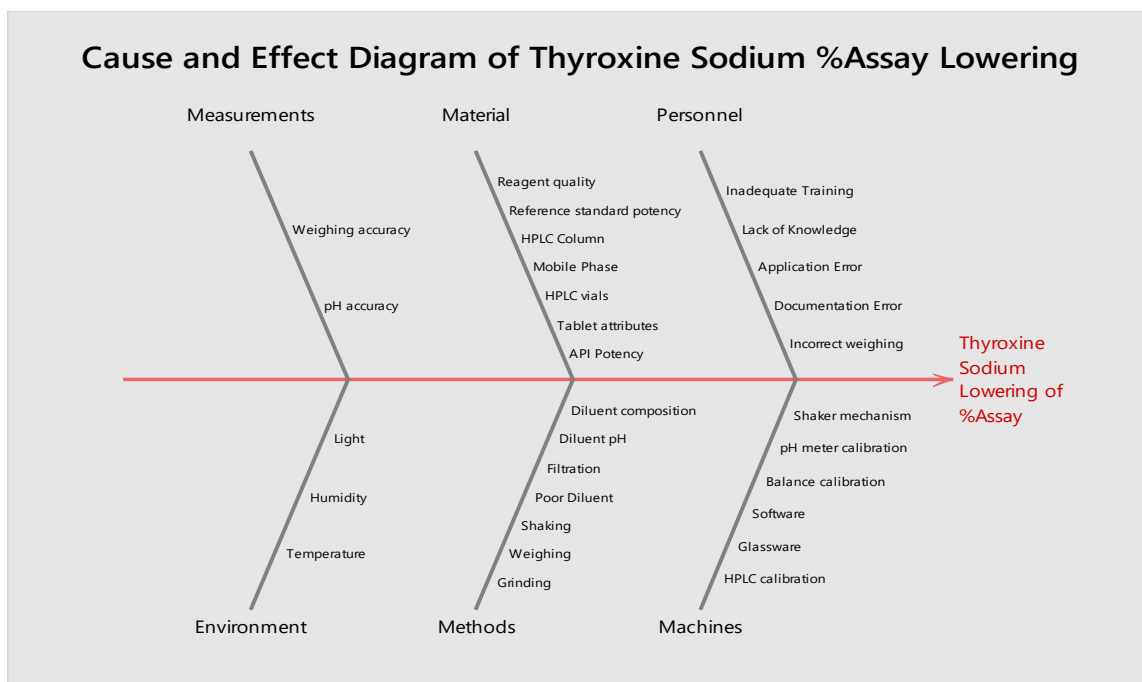 Cause and Effect Diagram of Thyroxine Sodium %Assay Lowering
Measurements
Material
Personnel
Weighing accuracy
pH accuracy
Reagent quality
Reference standard potency
HPLC Column
Mobile Phase
HPLC vials
Tablet attributes
API Potency
Inadequate Training
Lack of Knowledge
Application Error
Documentation Error
Incorrect weighing
Thyroxine
Sodium
Lowering of
%Assay
Light
Humidity
Temperature
Diluent composition
Diluent pH
Filtration
Poor Diluent
Shaking
Weighing
Grinding
Shaker mechanism
pH meter calibration
Balance calibration
Software
Glassware
HPLC calibration
Environment
Methods
Machines